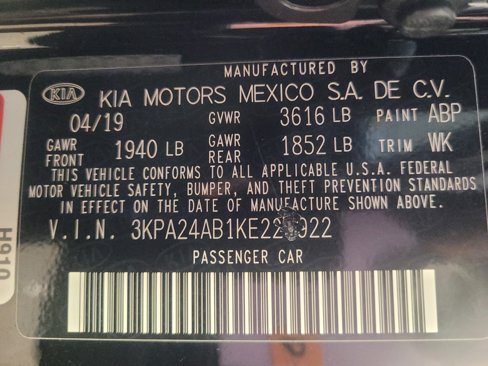 MANUFACTURED BY
KIA KIA MOTORS MEXICO S.A. DE C.V.
04/19 GVWR 3616 LB PAINT ABP
GAWR FRONT 1940 LB GAWR REAR 1852 LB TRIM WK
THIS VEHICLE CONFORMS TO ALL APPLICABLE U.S.A. FEDERAL
MOTOR VEHICLE SAFETY, BUMPER, AND THEFT PREVENTION STANDARDS
IN EFFECT ON THE DATE OF MANUFACTURE SHOWN ABOVE.
V.I.N.
PASSENGER CAR
H910